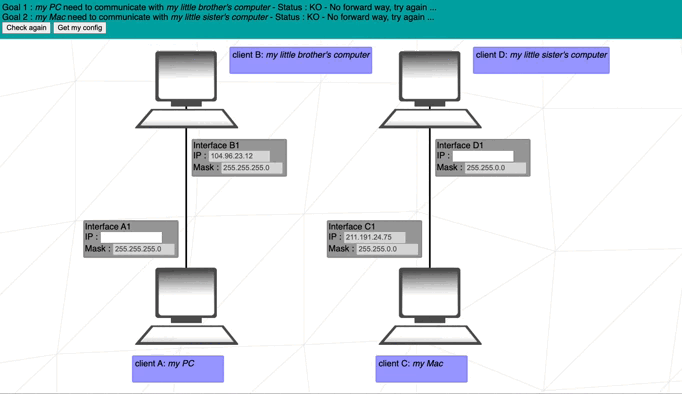 Goal 1 : my PC need to communicate with my little brother's computer - Status : KO - No forward way, try again ...
Goal 2 : my Mac need to communicate with my little sister's computer - Status : KO - No forward way, try again ...
Check again Get my config
client B: my little brother's computer
client D: my little sister's computer
Interface B1
IP : 104.96.23.12
Mask : 255.255.255.0
Interface D1
IP :
Mask : 255.255.0.0
Interface A1
IP :
Mask : 255.255.255.0
Interface C1
IP : 211.191.24.75
Mask : 255.255.0.0
client A: my PC
client C: my Mac